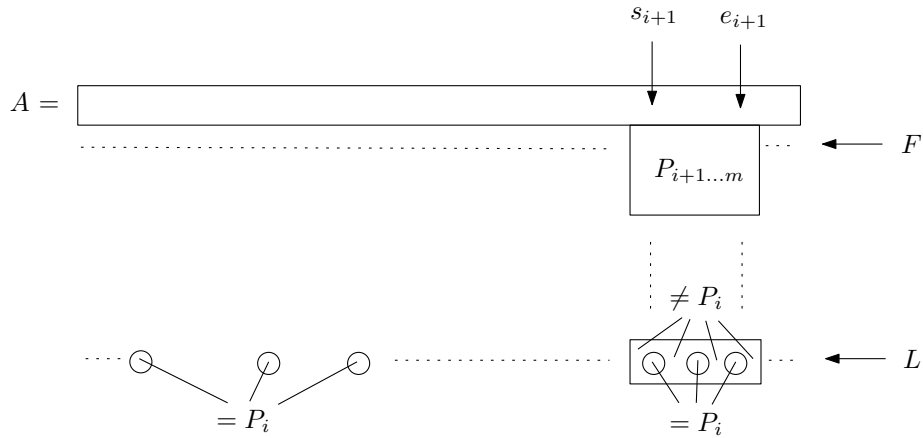 s_{i+1} e_{i+1}
A =
F
P_{i+1...m}
≠ P_i
L
= P_i = P_i